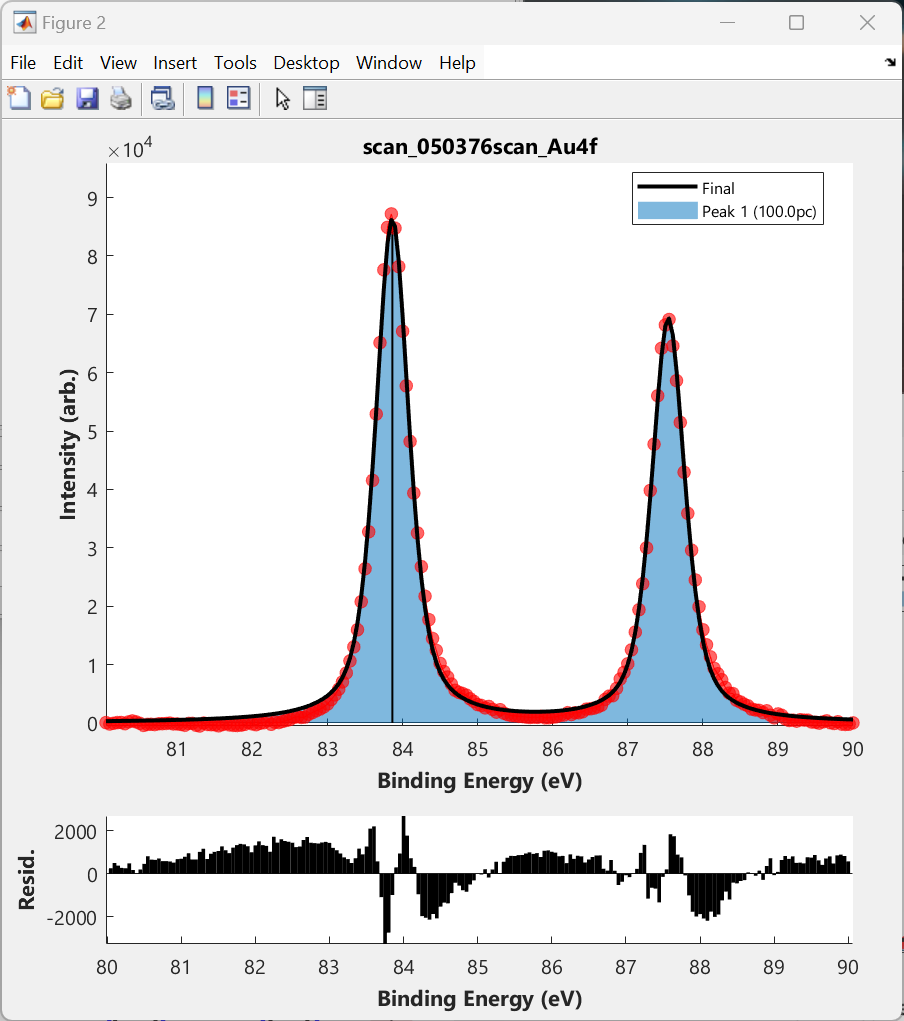 Figure 2
File Edit View Insert Tools Desktop Window Help
×10⁴
scan_050376scan_Au4f
Final
Peak 1 (100.0pc)
9
8
7
6
5
4
3
2
1
0
Intensity (arb.)
81 82 83 84 85 86 87 88 89 90
Binding Energy (eV)
2000
0
-2000
Resid.
80 81 82 83 84 85 86 87 88 89 90
Binding Energy (eV)